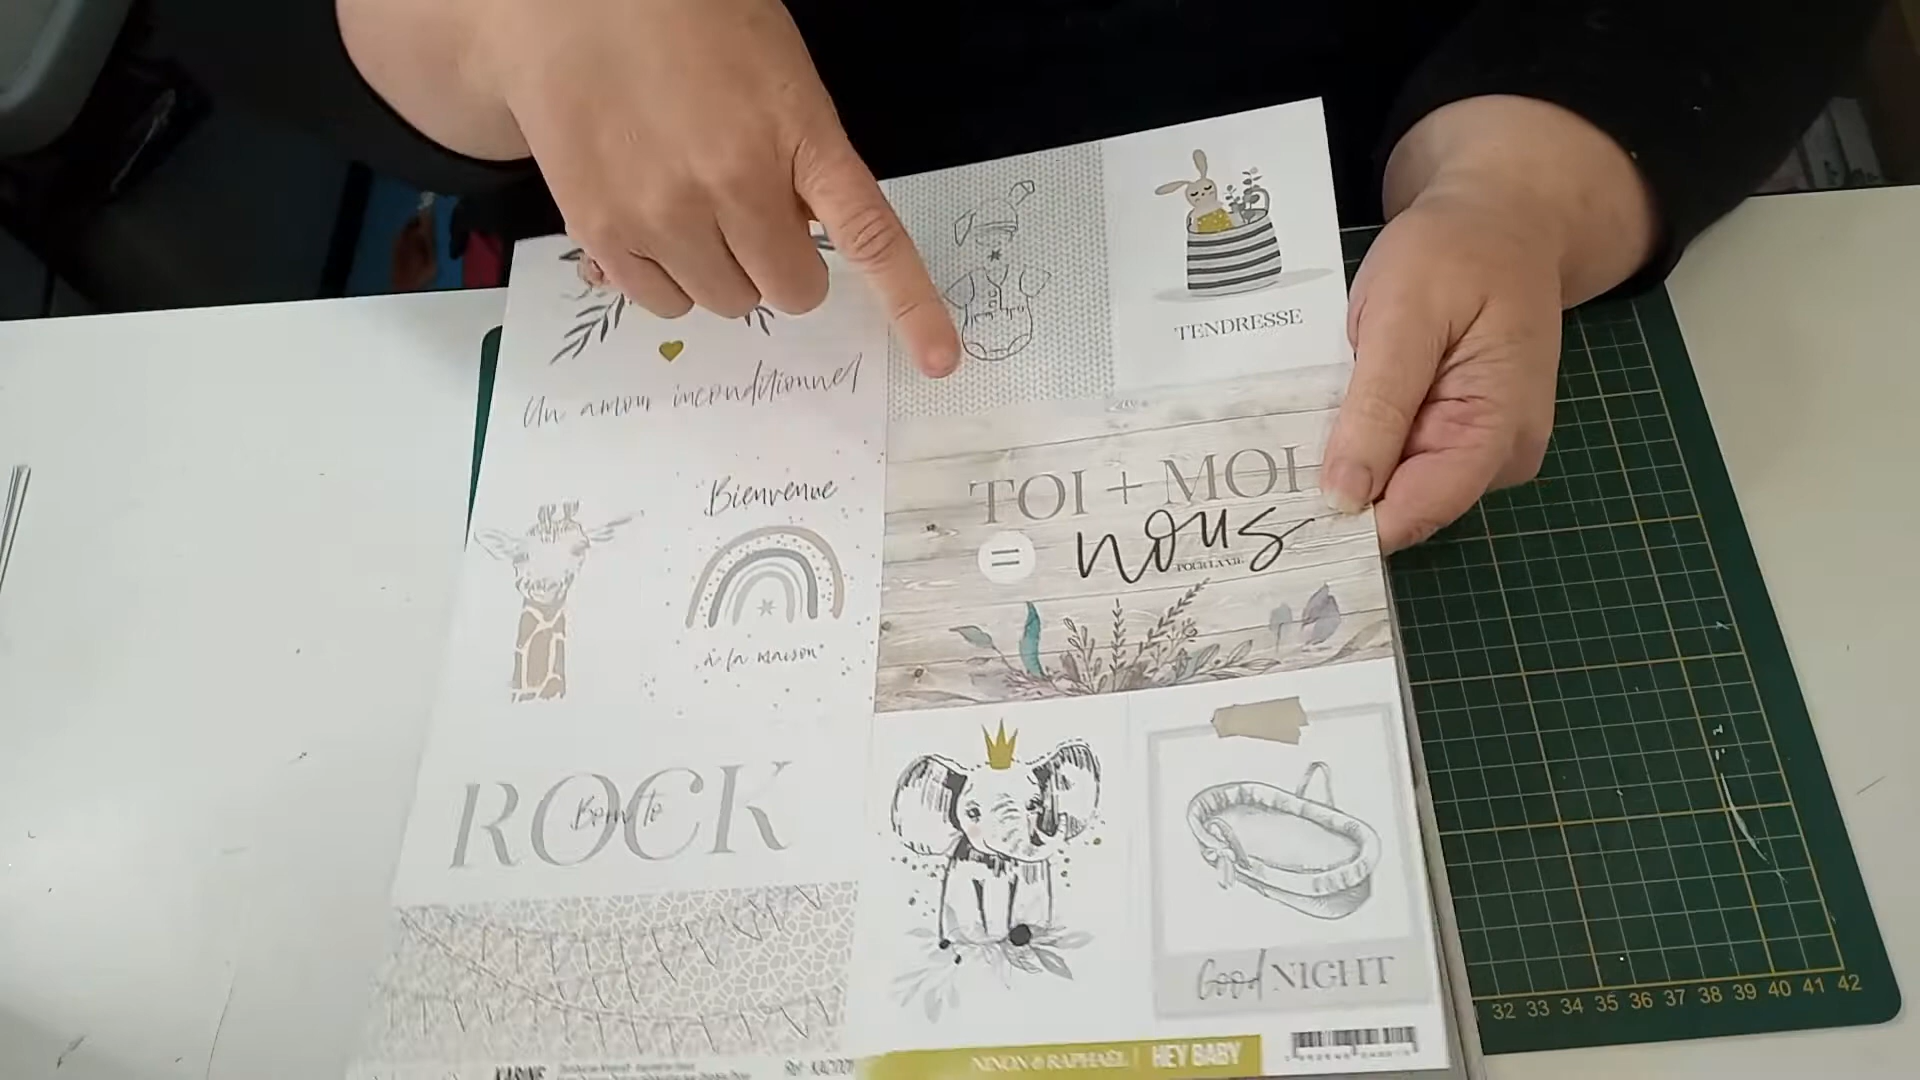 Un amour inconditionnel
TENDRESSE
Bienvenue
à la maison
TOI + MOI
= nous
POUR LA VIE
Born to
ROCK
Good NIGHT
NINON & RAPHAËL | HEY BABY
32 33 34 35 36 37 38 39 40 41 42